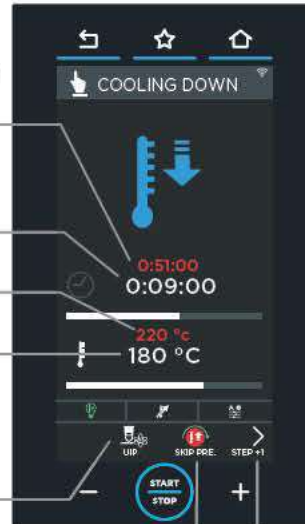 COOLING DOWN
0:51:00
0:09:00
220 °c
180 °C
UIP
SKIP PRE.
STEP +1
START
STOP